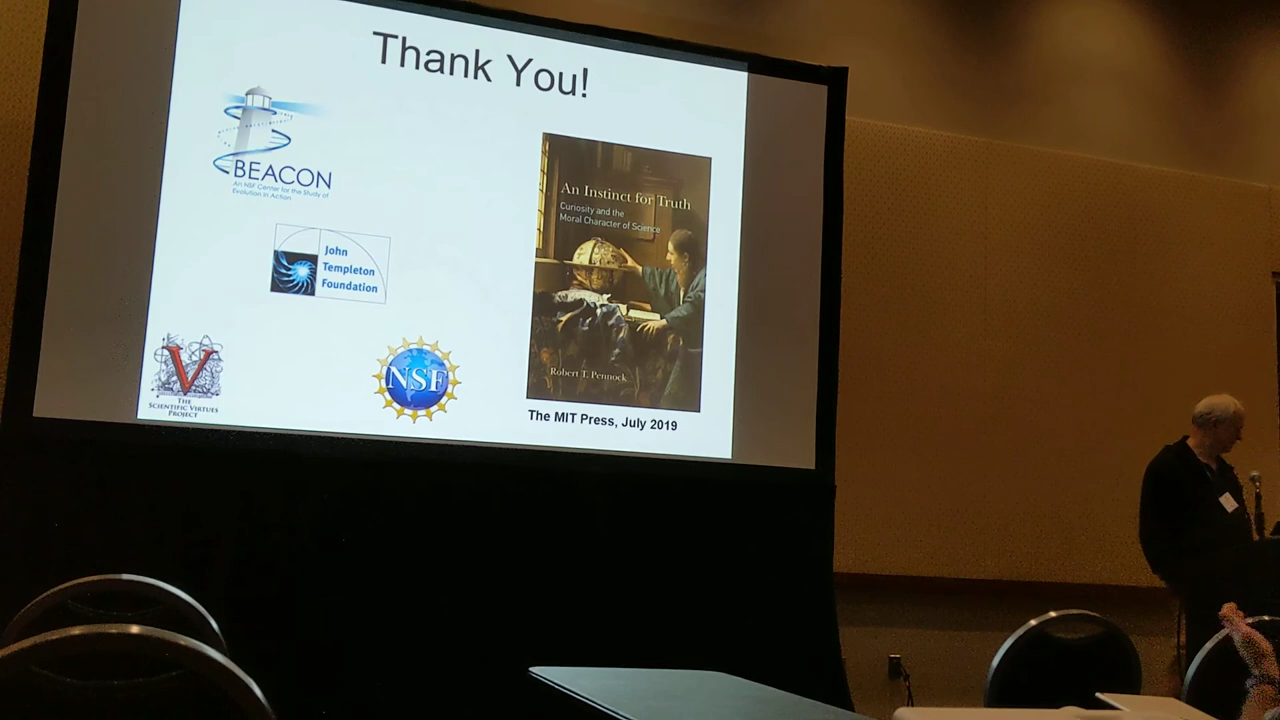 Thank You!
BEACON
An NSF Center for the Study of
Evolution in Action
John
Templeton
Foundation
V
THE
SCIENTIFIC VIRTUES
PROJECT
NSF
An Instinct for Truth
Curiosity and the
Moral Character of Science
Robert T. Pennock
The MIT Press, July 2019